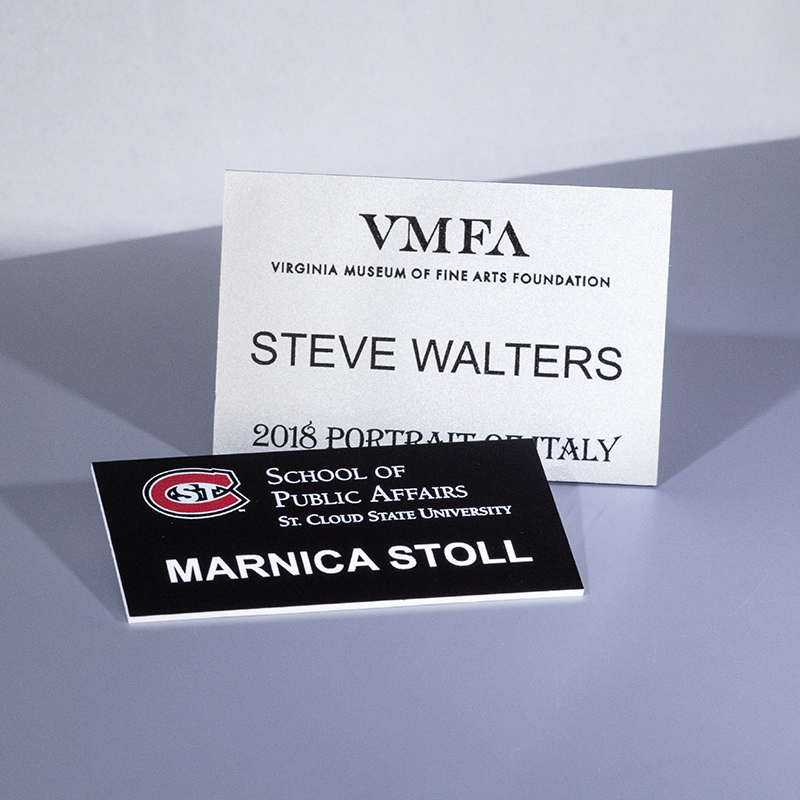 VMFA
VIRGINIA MUSEUM OF FINE ARTS FOUNDATION
STEVE WALTERS
2018 PORTRAIT OF ITALY
SCHOOL OF
PUBLIC AFFAIRS
ST. CLOUD STATE UNIVERSITY
MARNICA STOLL